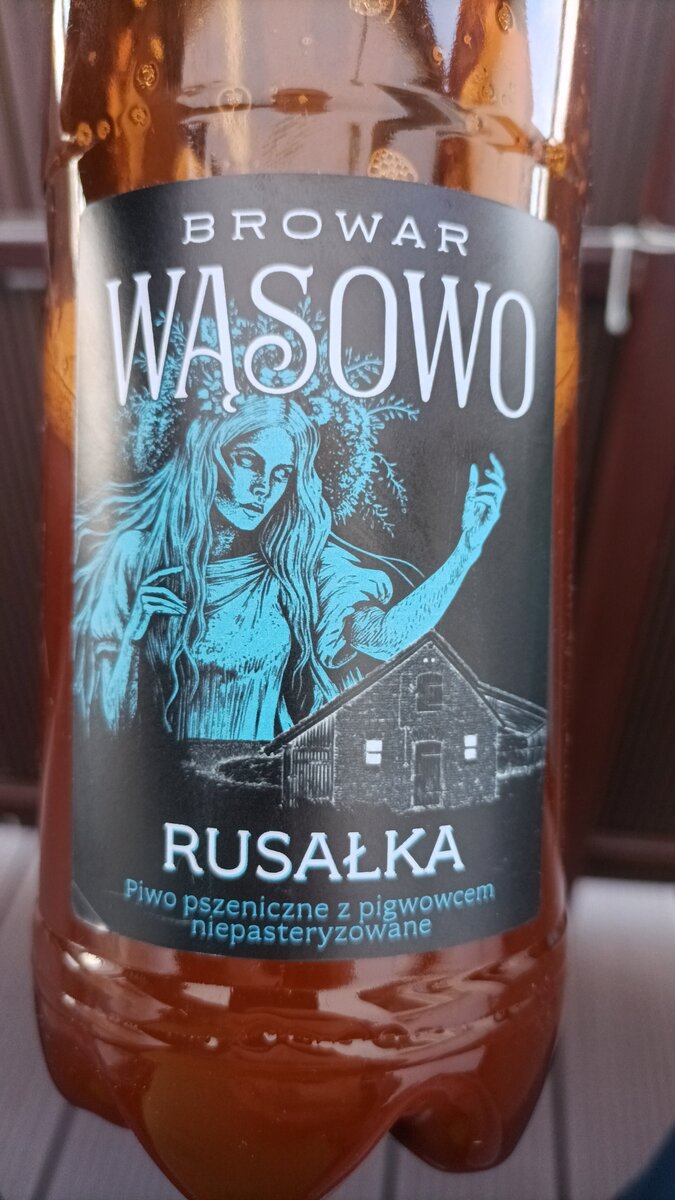 BROWAR
WĄSOWO
RUSAŁKA
Piwo pszeniczne z pigwowcem
niepasteryzowane